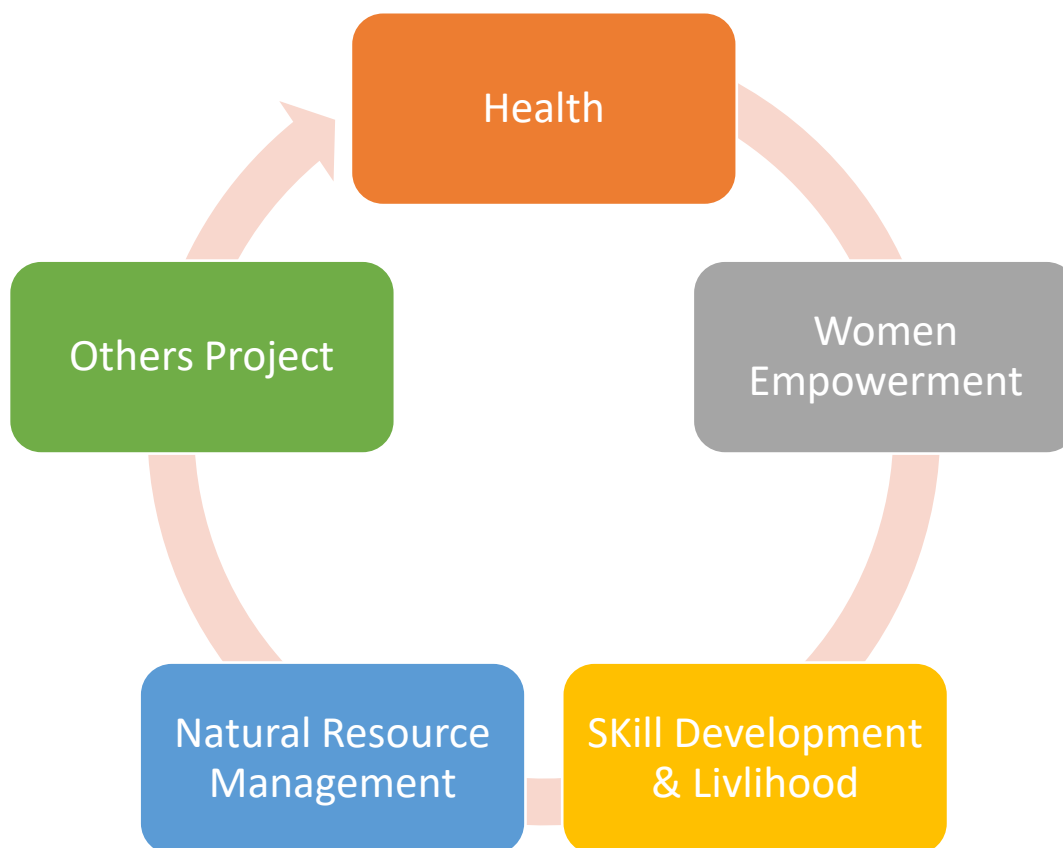 Health
Women
Empowerment
SKill Development
& Livlihood
Natural Resource
Management
Others Project